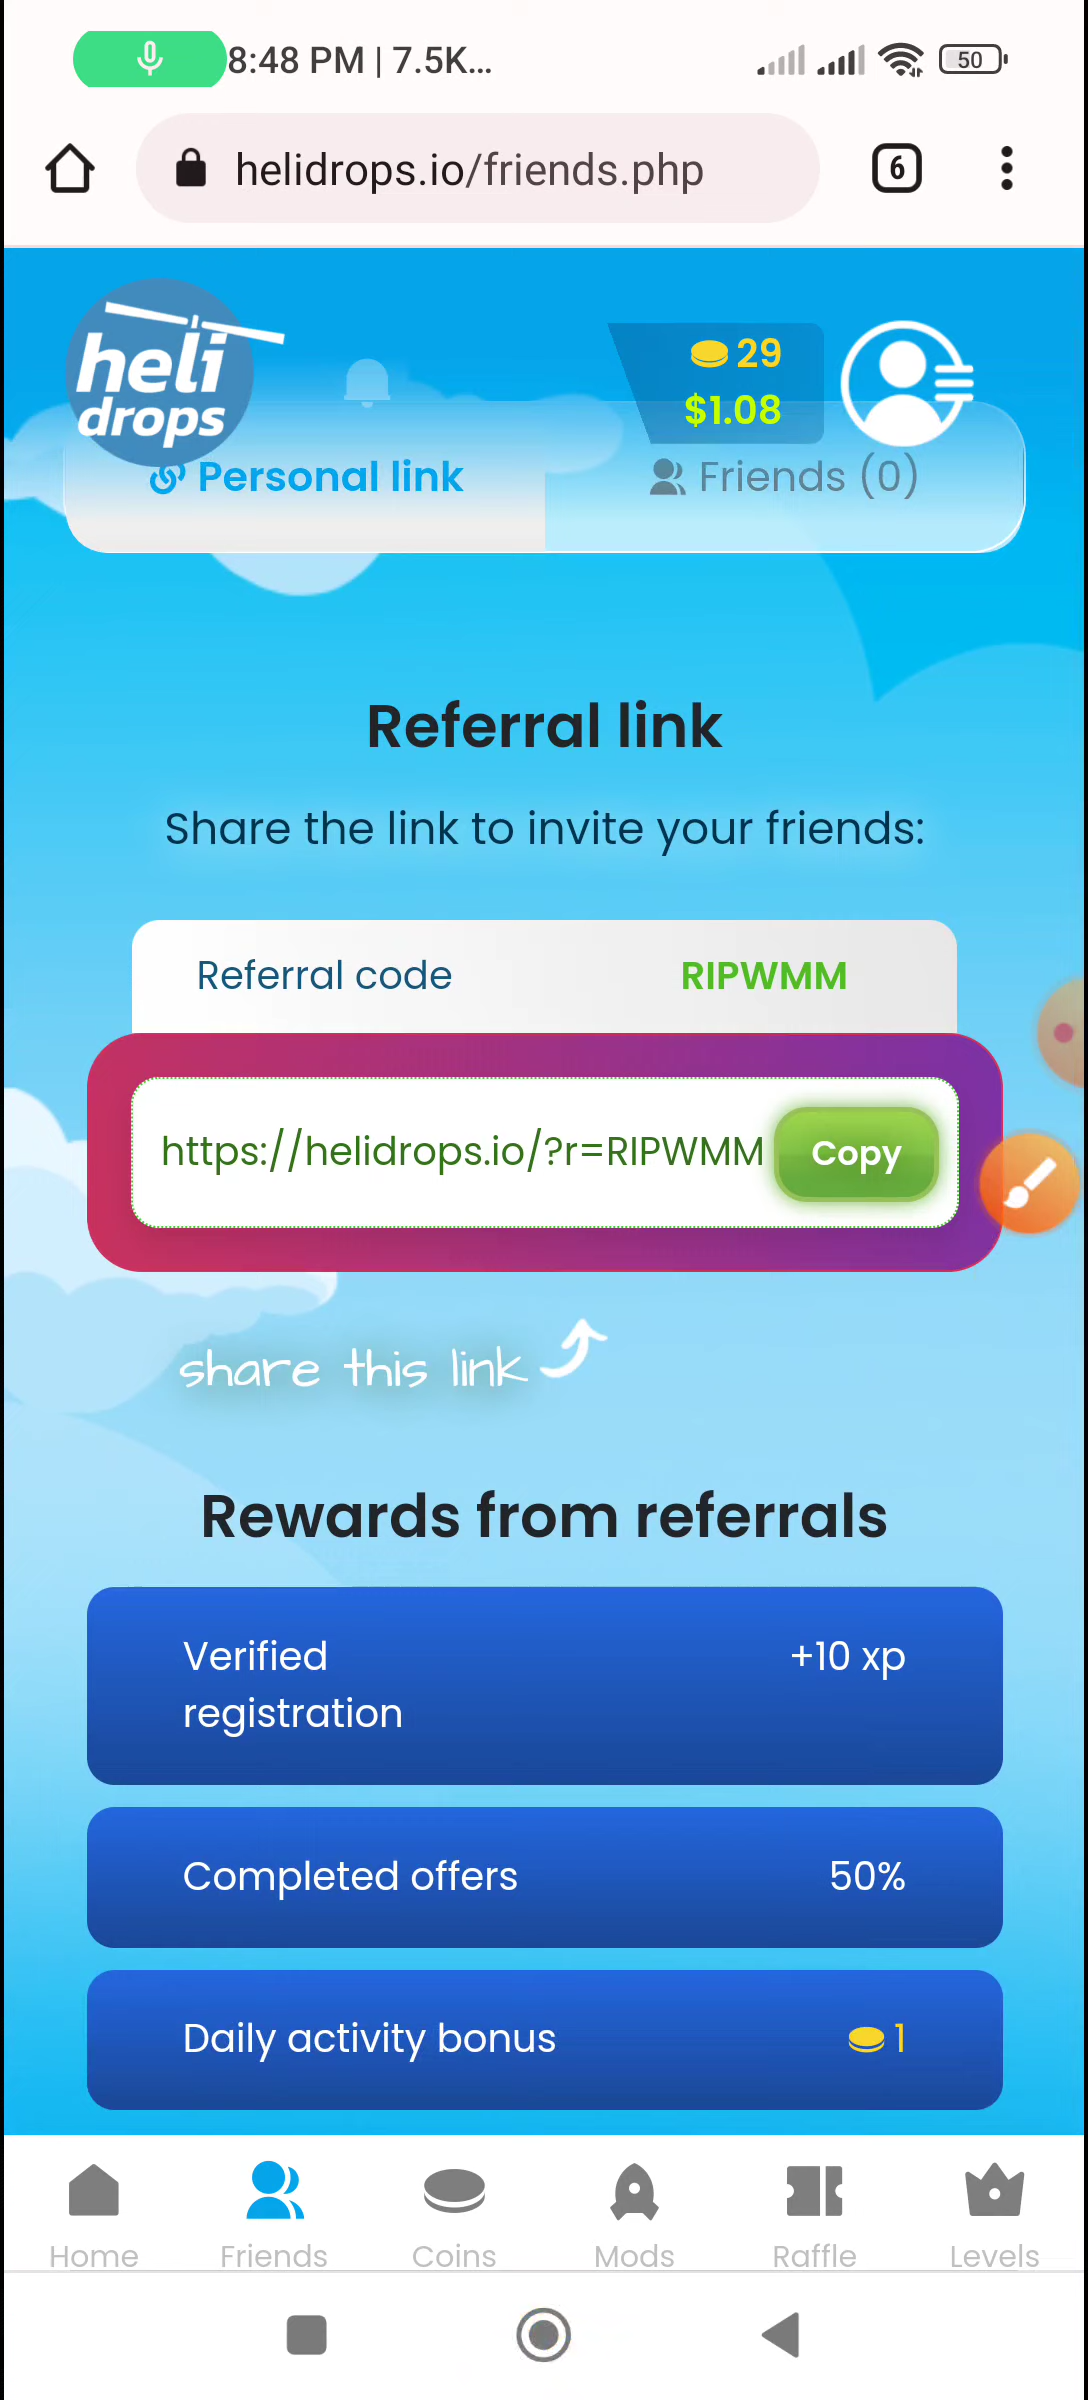 8:48 PM | 7.5K...
50
helidrops.io/friends.php
6
heli
drops
29
$1.08
Personal link
Friends (0)
Referral link
Share the link to invite your friends:
Referral code
RIPWMM
https://helidrops.io/?r=RIPWMM
Copy
share this link
Rewards from referrals
Verified
registration
+10 xp
Completed offers
50%
Daily activity bonus
1
Home
Friends
Coins
Mods
Raffle
Levels